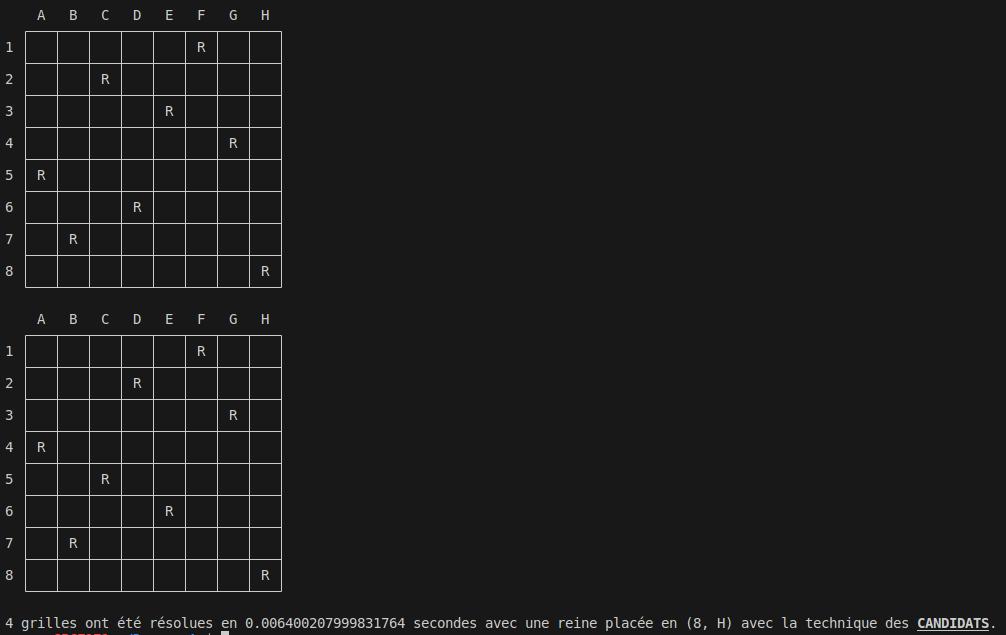 A B C D E F G H
1 R
2 R
3 R
4 R
5 R
6 R
7 R
8 R
A B C D E F G H
1 R
2 R
3 R
4 R
5 R
6 R
7 R
8 R
4 grilles ont été résolues en 0.006400207999831764 secondes avec une reine placée en (8, H) avec la technique des CANDIDATS.